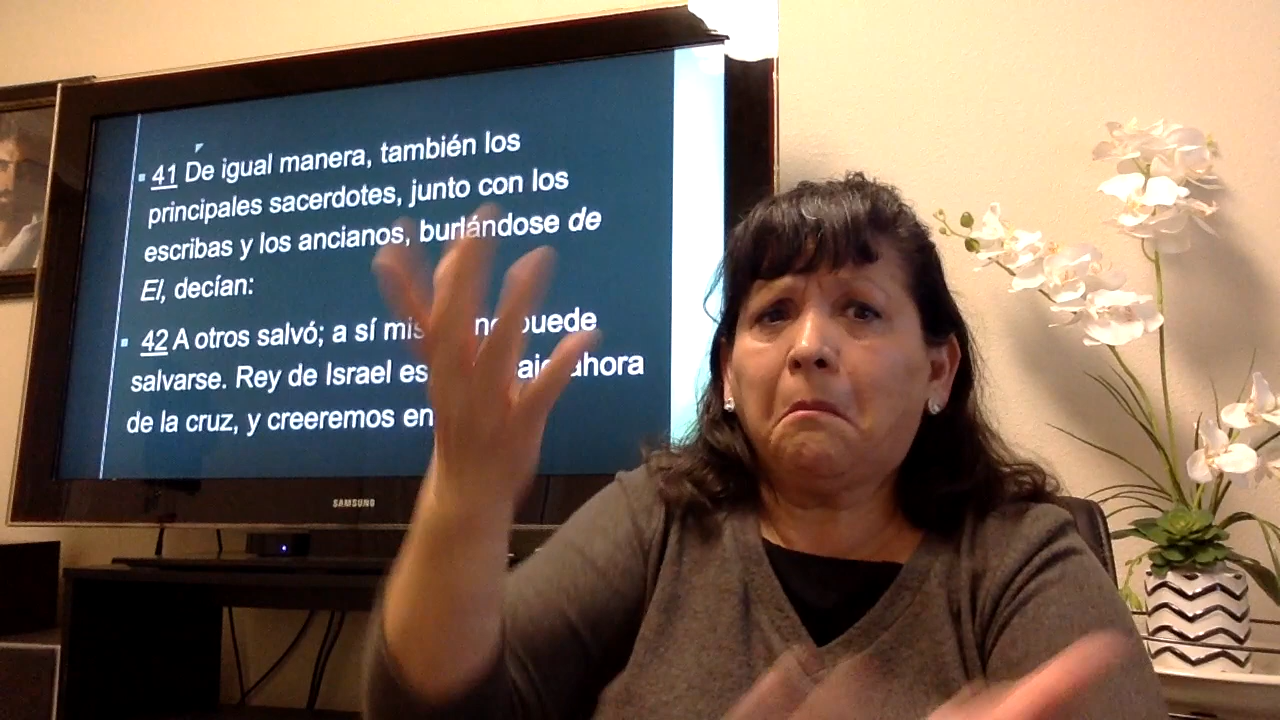 41 De igual manera, también los
principales sacerdotes, junto con los
escribas y los ancianos, burlándose de
El, decían:
42 A otros salvó; a sí
salvarse. Rey de Israel es ahora
de la cruz, y creeremos en
SAMSUNG